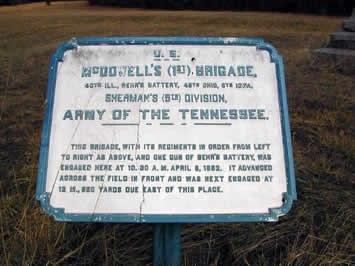 U. S.
McDOWELL'S (1ST). BRIGADE,
40TH ILL., BEHR'S BATTERY, 46TH OHIO, 6TH IOWA.
SHERMAN'S (5TH) DIVISION,
ARMY OF THE TENNESSEE.
THIS BRIGADE, WITH ITS REGIMENTS IN ORDER FROM LEFT
TO RIGHT AS ABOVE, AND ONE GUN OF BEHR'S BATTERY, WAS
ENGAGED HERE AT 10.30 A. M. APRIL 6, 1862. IT ADVANCED
ACROSS THE FIELD IN FRONT AND WAS NEXT ENGAGED AT
12 M., YARDS DUE EAST OF THIS PLACE.